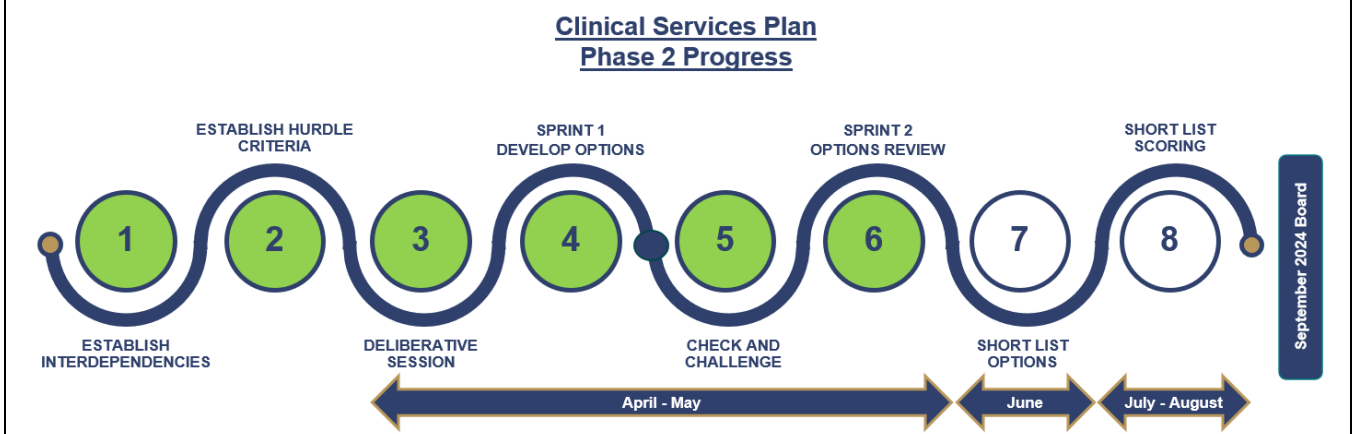 Clinical Services Plan
Phase 2 Progress
ESTABLISH HURDLE
CRITERIA
SPRINT 1
DEVELOP OPTIONS
SPRINT 2
OPTIONS REVIEW
SHORT LIST
SCORING
1
2
3
4
5
6
7
8
September 2024 Board
ESTABLISH
INTERDEPENDENCIES
DELIBERATIVE
SESSION
CHECK AND
CHALLENGE
SHORT LIST
OPTIONS
April - May
June
July - August